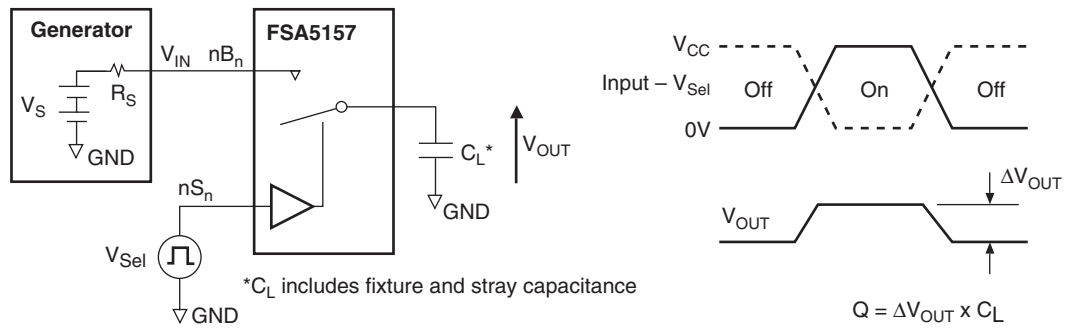 Generator
FSA5157
V_IN
nB_n
R_S
V_S
GND
C_L*
V_OUT
GND
nS_n
V_Sel
GND
*C_L includes fixture and stray capacitance
V_CC
Input – V_Sel
Off
On
Off
0V
V_OUT
ΔV_OUT
Q = ΔV_OUT x C_L